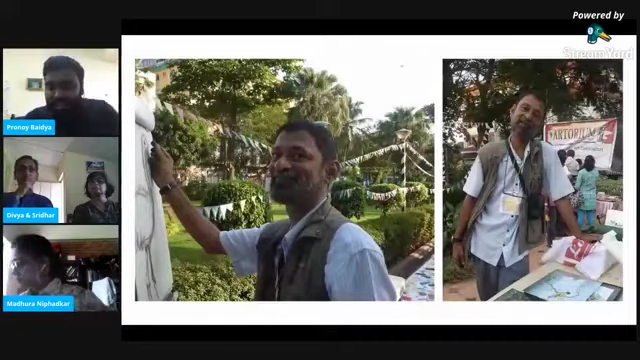 Powered by
StreamYard
Pronoy Baidya
Divya & Sridhar
Madhura Niphadkar
ARTORIUM